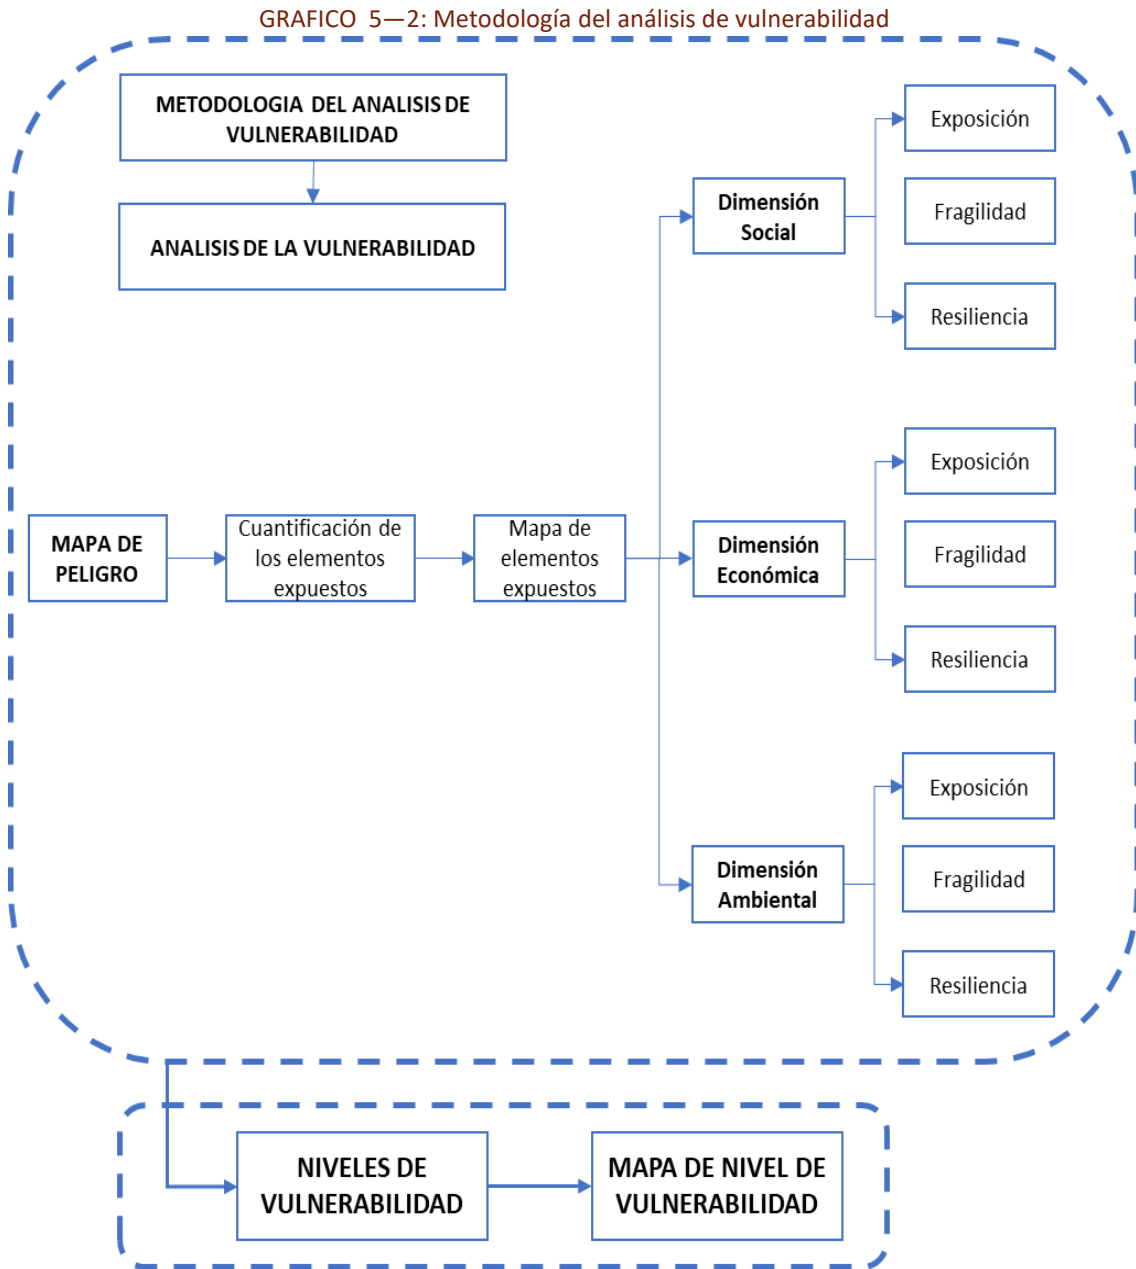 GRAFICO 5—2: Metodología del análisis de vulnerabilidad
METODOLOGIA DEL ANALISIS DE
VULNERABILIDAD
ANALISIS DE LA VULNERABILIDAD
Dimensión
Social
Exposición
Fragilidad
Resiliencia
MAPA DE
PELIGRO
Cuantificación de
los elementos
expuestos
Mapa de
elementos
expuestos
Dimensión
Económica
Exposición
Fragilidad
Resiliencia
Dimensión
Ambiental
Exposición
Fragilidad
Resiliencia
NIVELES DE
VULNERABILIDAD
MAPA DE NIVEL DE
VULNERABILIDAD